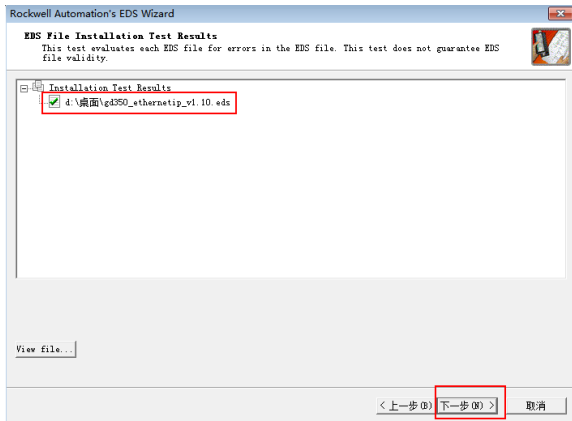 Rockwell Automation's EDS Wizard
EDS File Installation Test Results
This test evaluates each EDS file for errors in the EDS file. This test does not guarantee EDS
file validity.
Installation Test Results
d:\桌面\gd350_ethernetip_v1.10.eds
View file...
< 上一步(B) 下一步(N) > 取消